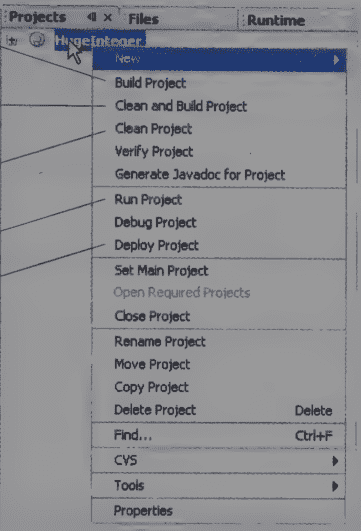 Projects Files Runtime
HugeInteger
New
Build Project
Clean and Build Project
Clean Project
Verify Project
Generate Javadoc for Project
Run Project
Debug Project
Deploy Project
Set Main Project
Open Required Projects
Close Project
Rename Project
Move Project
Copy Project
Delete Project Delete
Find... Ctrl+F
CVS
Tools
Properties